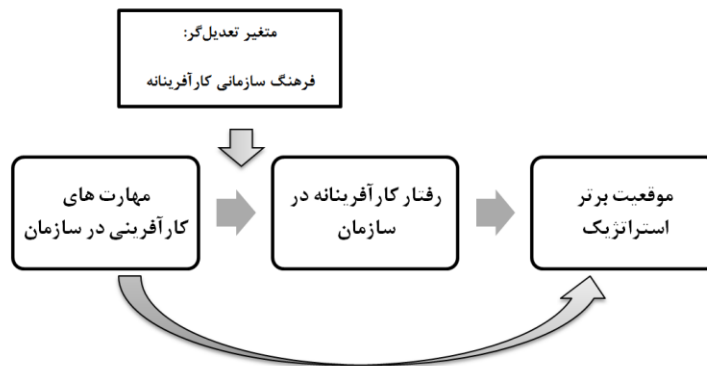 متغیر تعدیل‌گر:
فرهنگ سازمانی کارآفرینانه
مهارت های
کارآفرینی در سازمان
رفتار کارآفرینانه در
سازمان
موقعیت برتر
استراتژیک